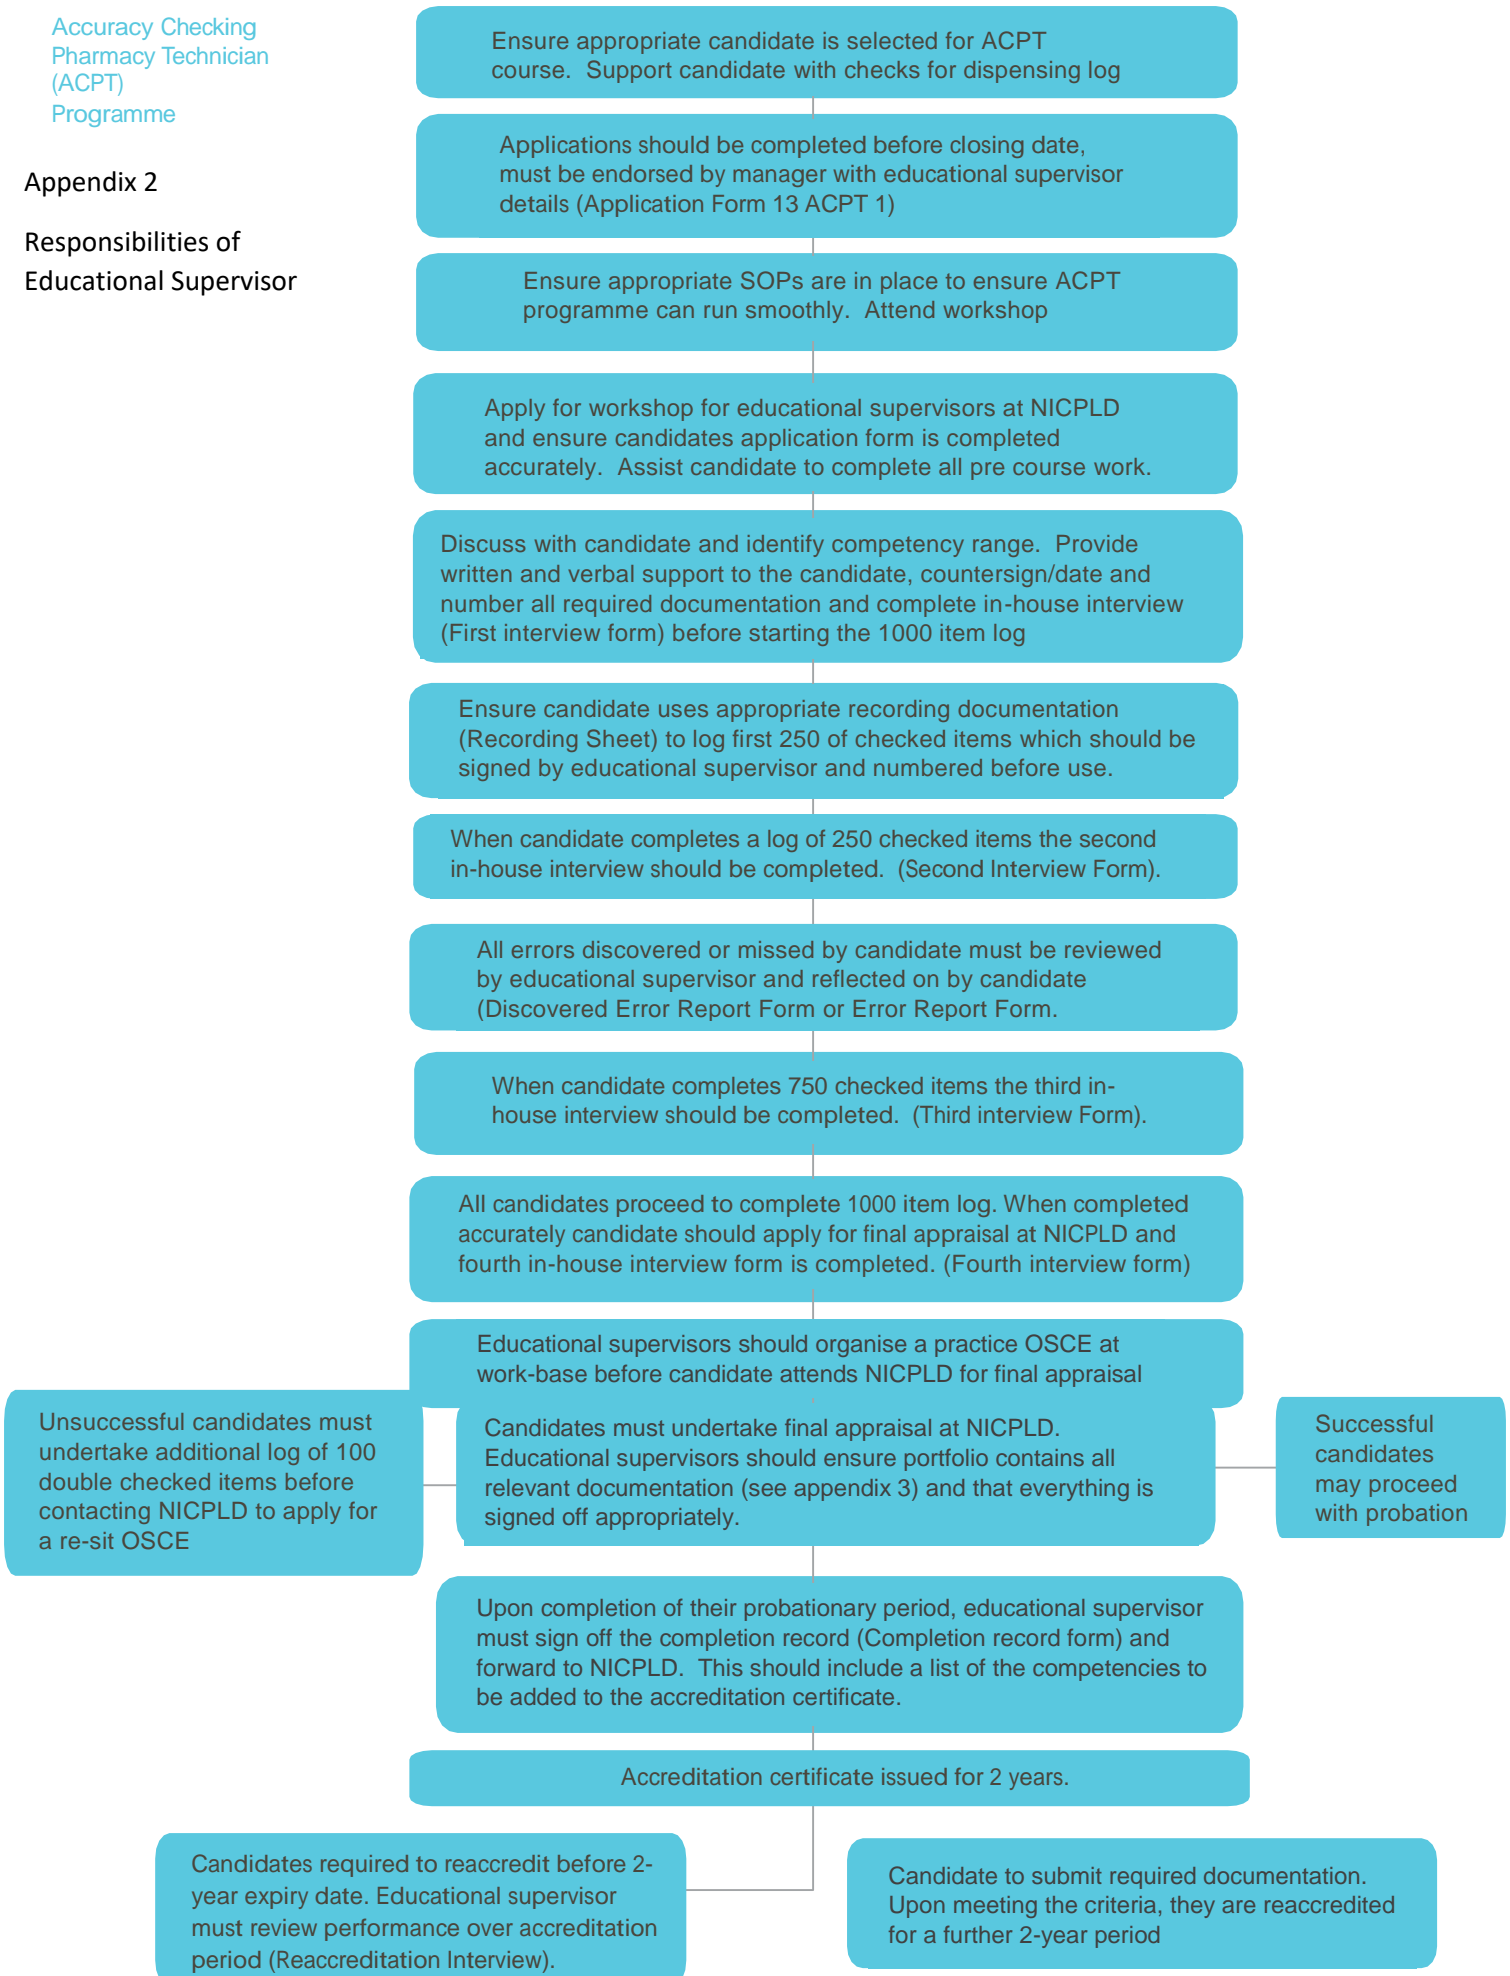 Accuracy Checking
Pharmacy Technician
(ACPT)
Programme
Appendix 2
Responsibilities of
Educational Supervisor
Ensure appropriate candidate is selected for ACPT
course.  Support candidate with checks for dispensing log
Applications should be completed before closing date,
must be endorsed by manager with educational supervisor
details (Application Form 13 ACPT 1)
Ensure appropriate SOPs are in place to ensure ACPT
programme can run smoothly.  Attend workshop
Apply for workshop for educational supervisors at NICPLD
and ensure candidates application form is completed
accurately.  Assist candidate to complete all pre course work.
Discuss with candidate and identify competency range.  Provide
written and verbal support to the candidate, countersign/date and
number all required documentation and complete in-house interview
(First interview form) before starting the 1000 item log
Ensure candidate uses appropriate recording documentation
(Recording Sheet) to log first 250 of checked items which should be
signed by educational supervisor and numbered before use.
When candidate completes a log of 250 checked items the second
in-house interview should be completed.  (Second Interview Form).
All errors discovered or missed by candidate must be reviewed
by educational supervisor and reflected on by candidate
(Discovered Error Report Form or Error Report Form.
When candidate completes 750 checked items the third in-
house interview should be completed.  (Third interview Form).
All candidates proceed to complete 1000 item log. When completed
accurately candidate should apply for final appraisal at NICPLD and
fourth in-house interview form is completed. (Fourth interview form)
Educational supervisors should organise a practice OSCE at
work-base before candidate attends NICPLD for final appraisal
Unsuccessful candidates must
undertake additional log of 100
double checked items before
contacting NICPLD to apply for
a re-sit OSCE
Candidates must undertake final appraisal at NICPLD.
Educational supervisors should ensure portfolio contains all
relevant documentation (see appendix 3) and that everything is
signed off appropriately.
Successful
candidates
may proceed
with probation
Upon completion of their probationary period, educational supervisor
must sign off the completion record (Completion record form) and
forward to NICPLD.  This should include a list of the competencies to
be added to the accreditation certificate.
Accreditation certificate issued for 2 years.
Candidates required to reaccredit before 2-
year expiry date. Educational supervisor
must review performance over accreditation
period (Reaccreditation Interview).
Candidate to submit required documentation.
Upon meeting the criteria, they are reaccredited
for a further 2-year period